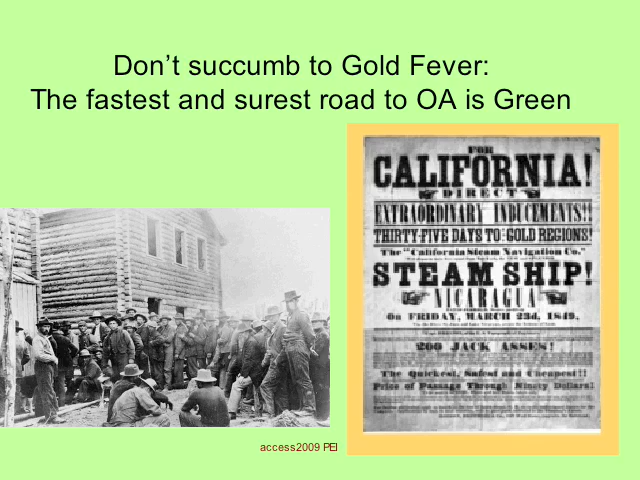 Don't succumb to Gold Fever:
The fastest and surest road to OA is Green
FOR
CALIFORNIA!
DIRECT
EXTRAORDINARY INDUCEMENTS!!
THIRTY-FIVE DAYS TO GOLD REGIONS!
The "California Steam Navigation Co."
STEAM SHIP!
NICARAGUA
On FRIDAY, MARCH 23d, 1849,
200 JACK ASSES!
The Quickest, Safest and Cheapest!!
Price of Passage Through Ninety Dollars!
access2009 PEI